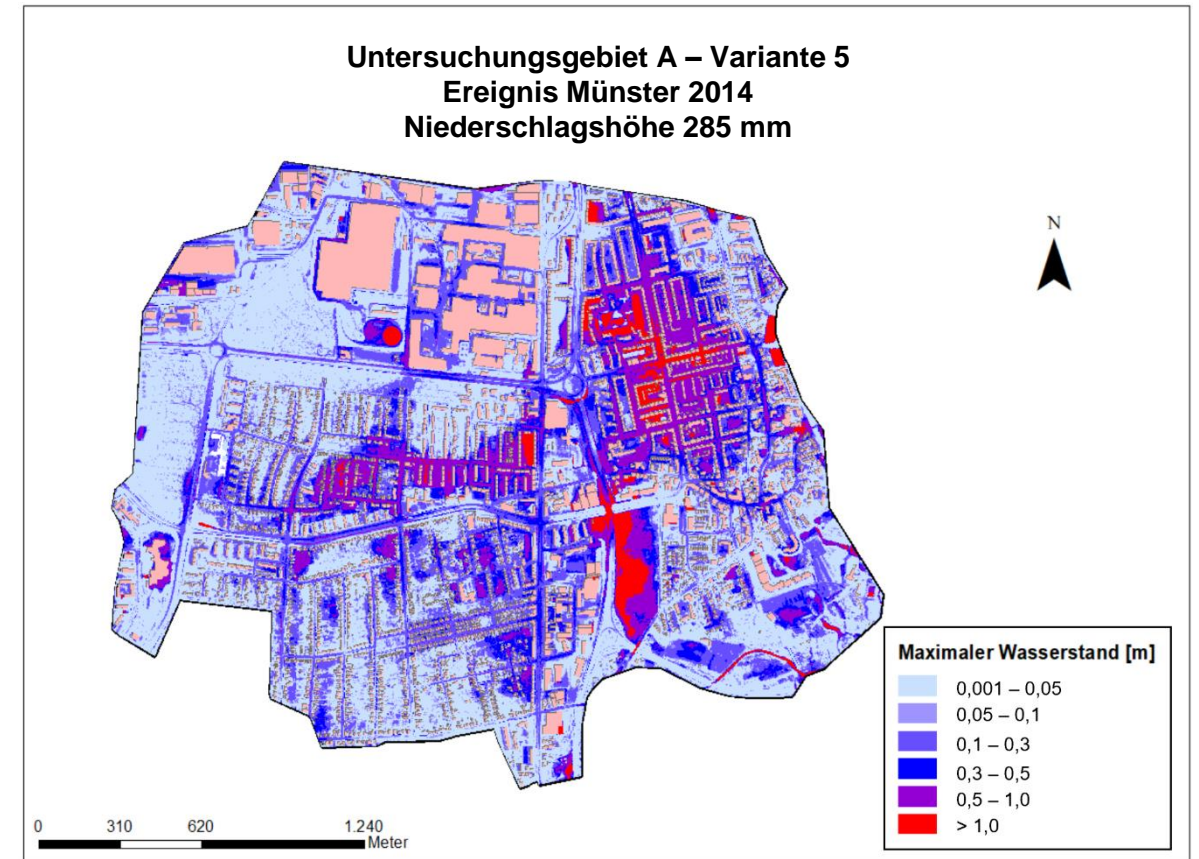 Untersuchungsgebiet A – Variante 5
Ereignis Münster 2014
Niederschlagshöhe 285 mm
N
Maximaler Wasserstand [m]
0,001 – 0,05
0,05 – 0,1
0,1 – 0,3
0,3 – 0,5
0,5 – 1,0
> 1,0
0 310 620 1.240
Meter